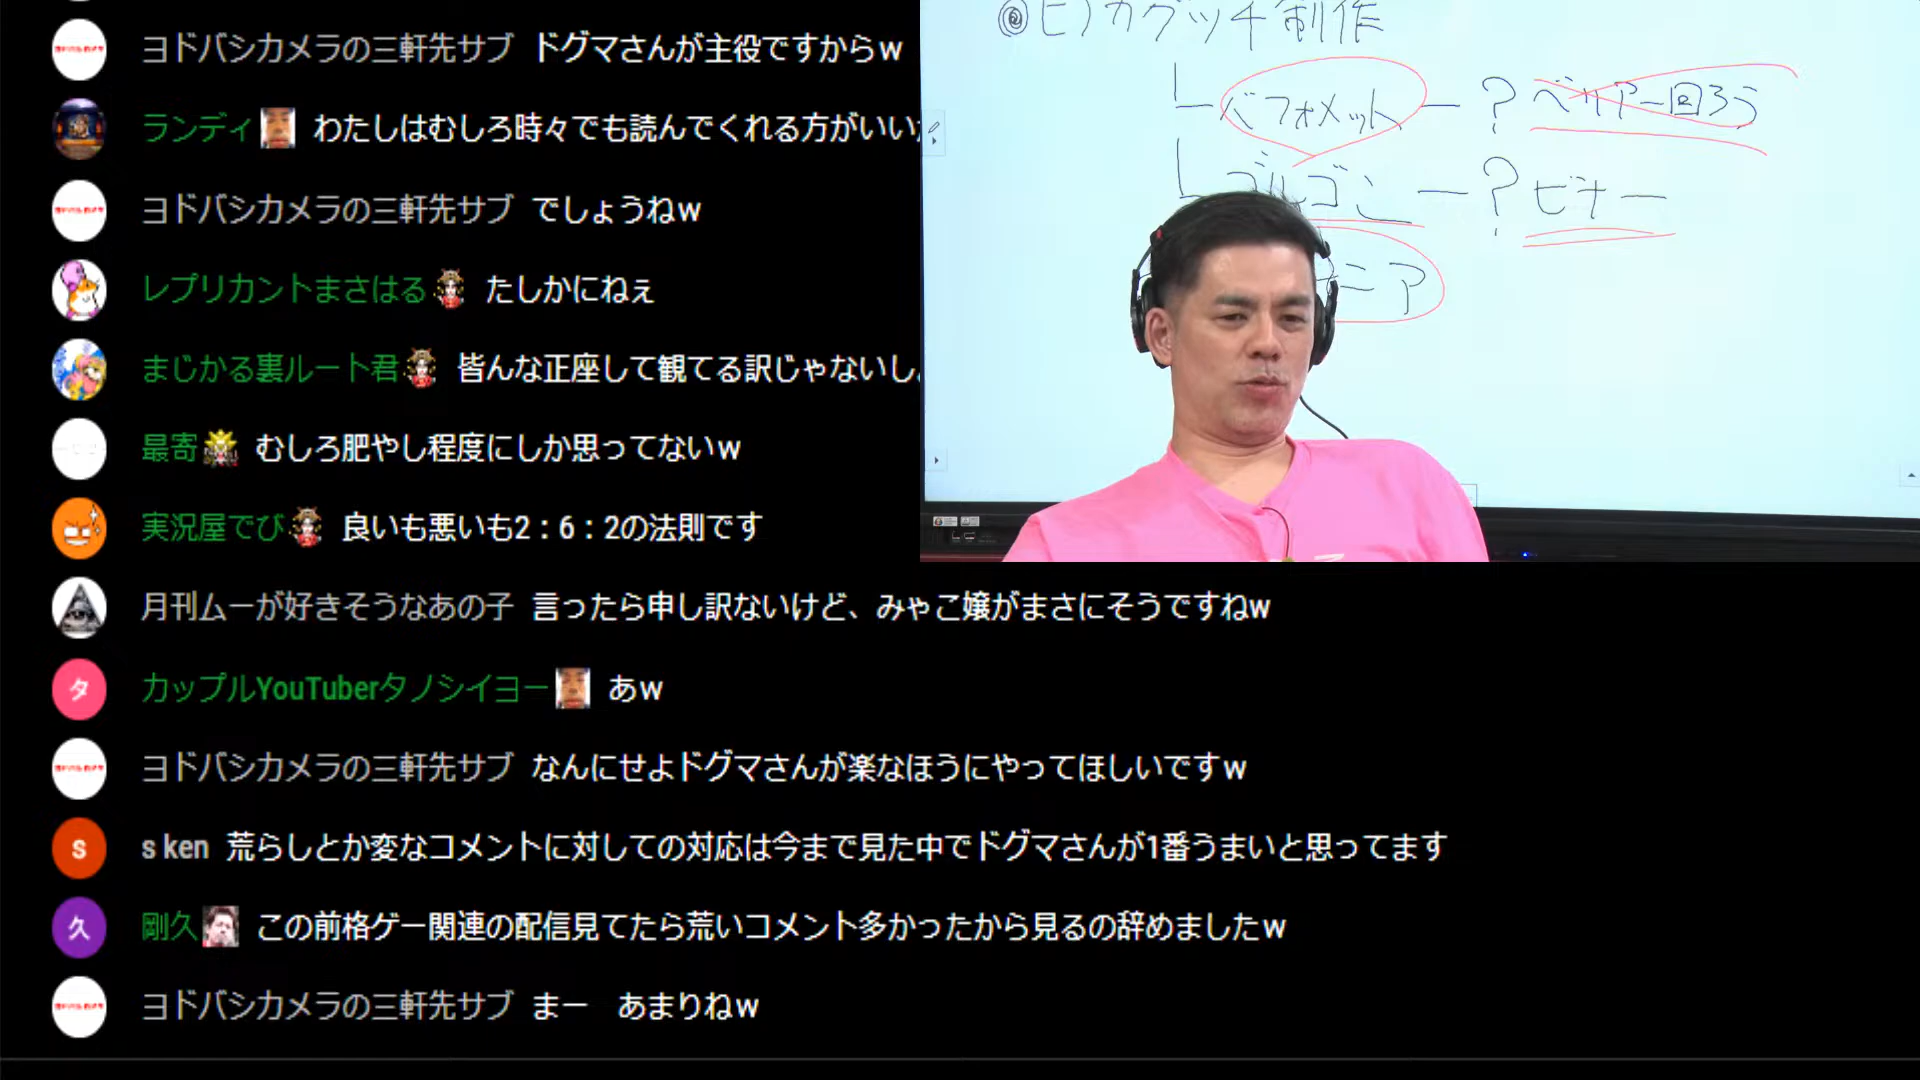 ヨドバシカメラの三軒先サブ ドグマさんが主役ですからw
ランディ わたしはむしろ時々でも読んでくれる方がいい
ヨドバシカメラの三軒先サブ でしょうねw
レプリカントまさはる たしかにねぇ
まじかる裏ルート君 皆んな正座して観てる訳じゃないし
最寄 むしろ肥やし程度にしか思ってないw
実況屋でび 良いも悪いも2：6：2の法則です
月刊ムーが好きそうなあの子 言ったら申し訳ないけど、みゃこ嬢がまさにそうですねw
タ
カップルYouTuberタノシイヨー あw
ヨドバシカメラの三軒先サブ なんにせよドグマさんが楽なほうにやってほしいですw
s
s ken 荒らしとか変なコメントに対しての対応は今まで見た中でドグマさんが1番うまいと思ってます
久
剛久 この前格ゲー関連の配信見てたら荒いコメント多かったから見るの辞めましたw
ヨドバシカメラの三軒先サブ まー　あまりねw
ヒノカグツチ制作
バフォメット ー ? ベリアー回ろう
ゴルゴン ー ? ビナー
ニア